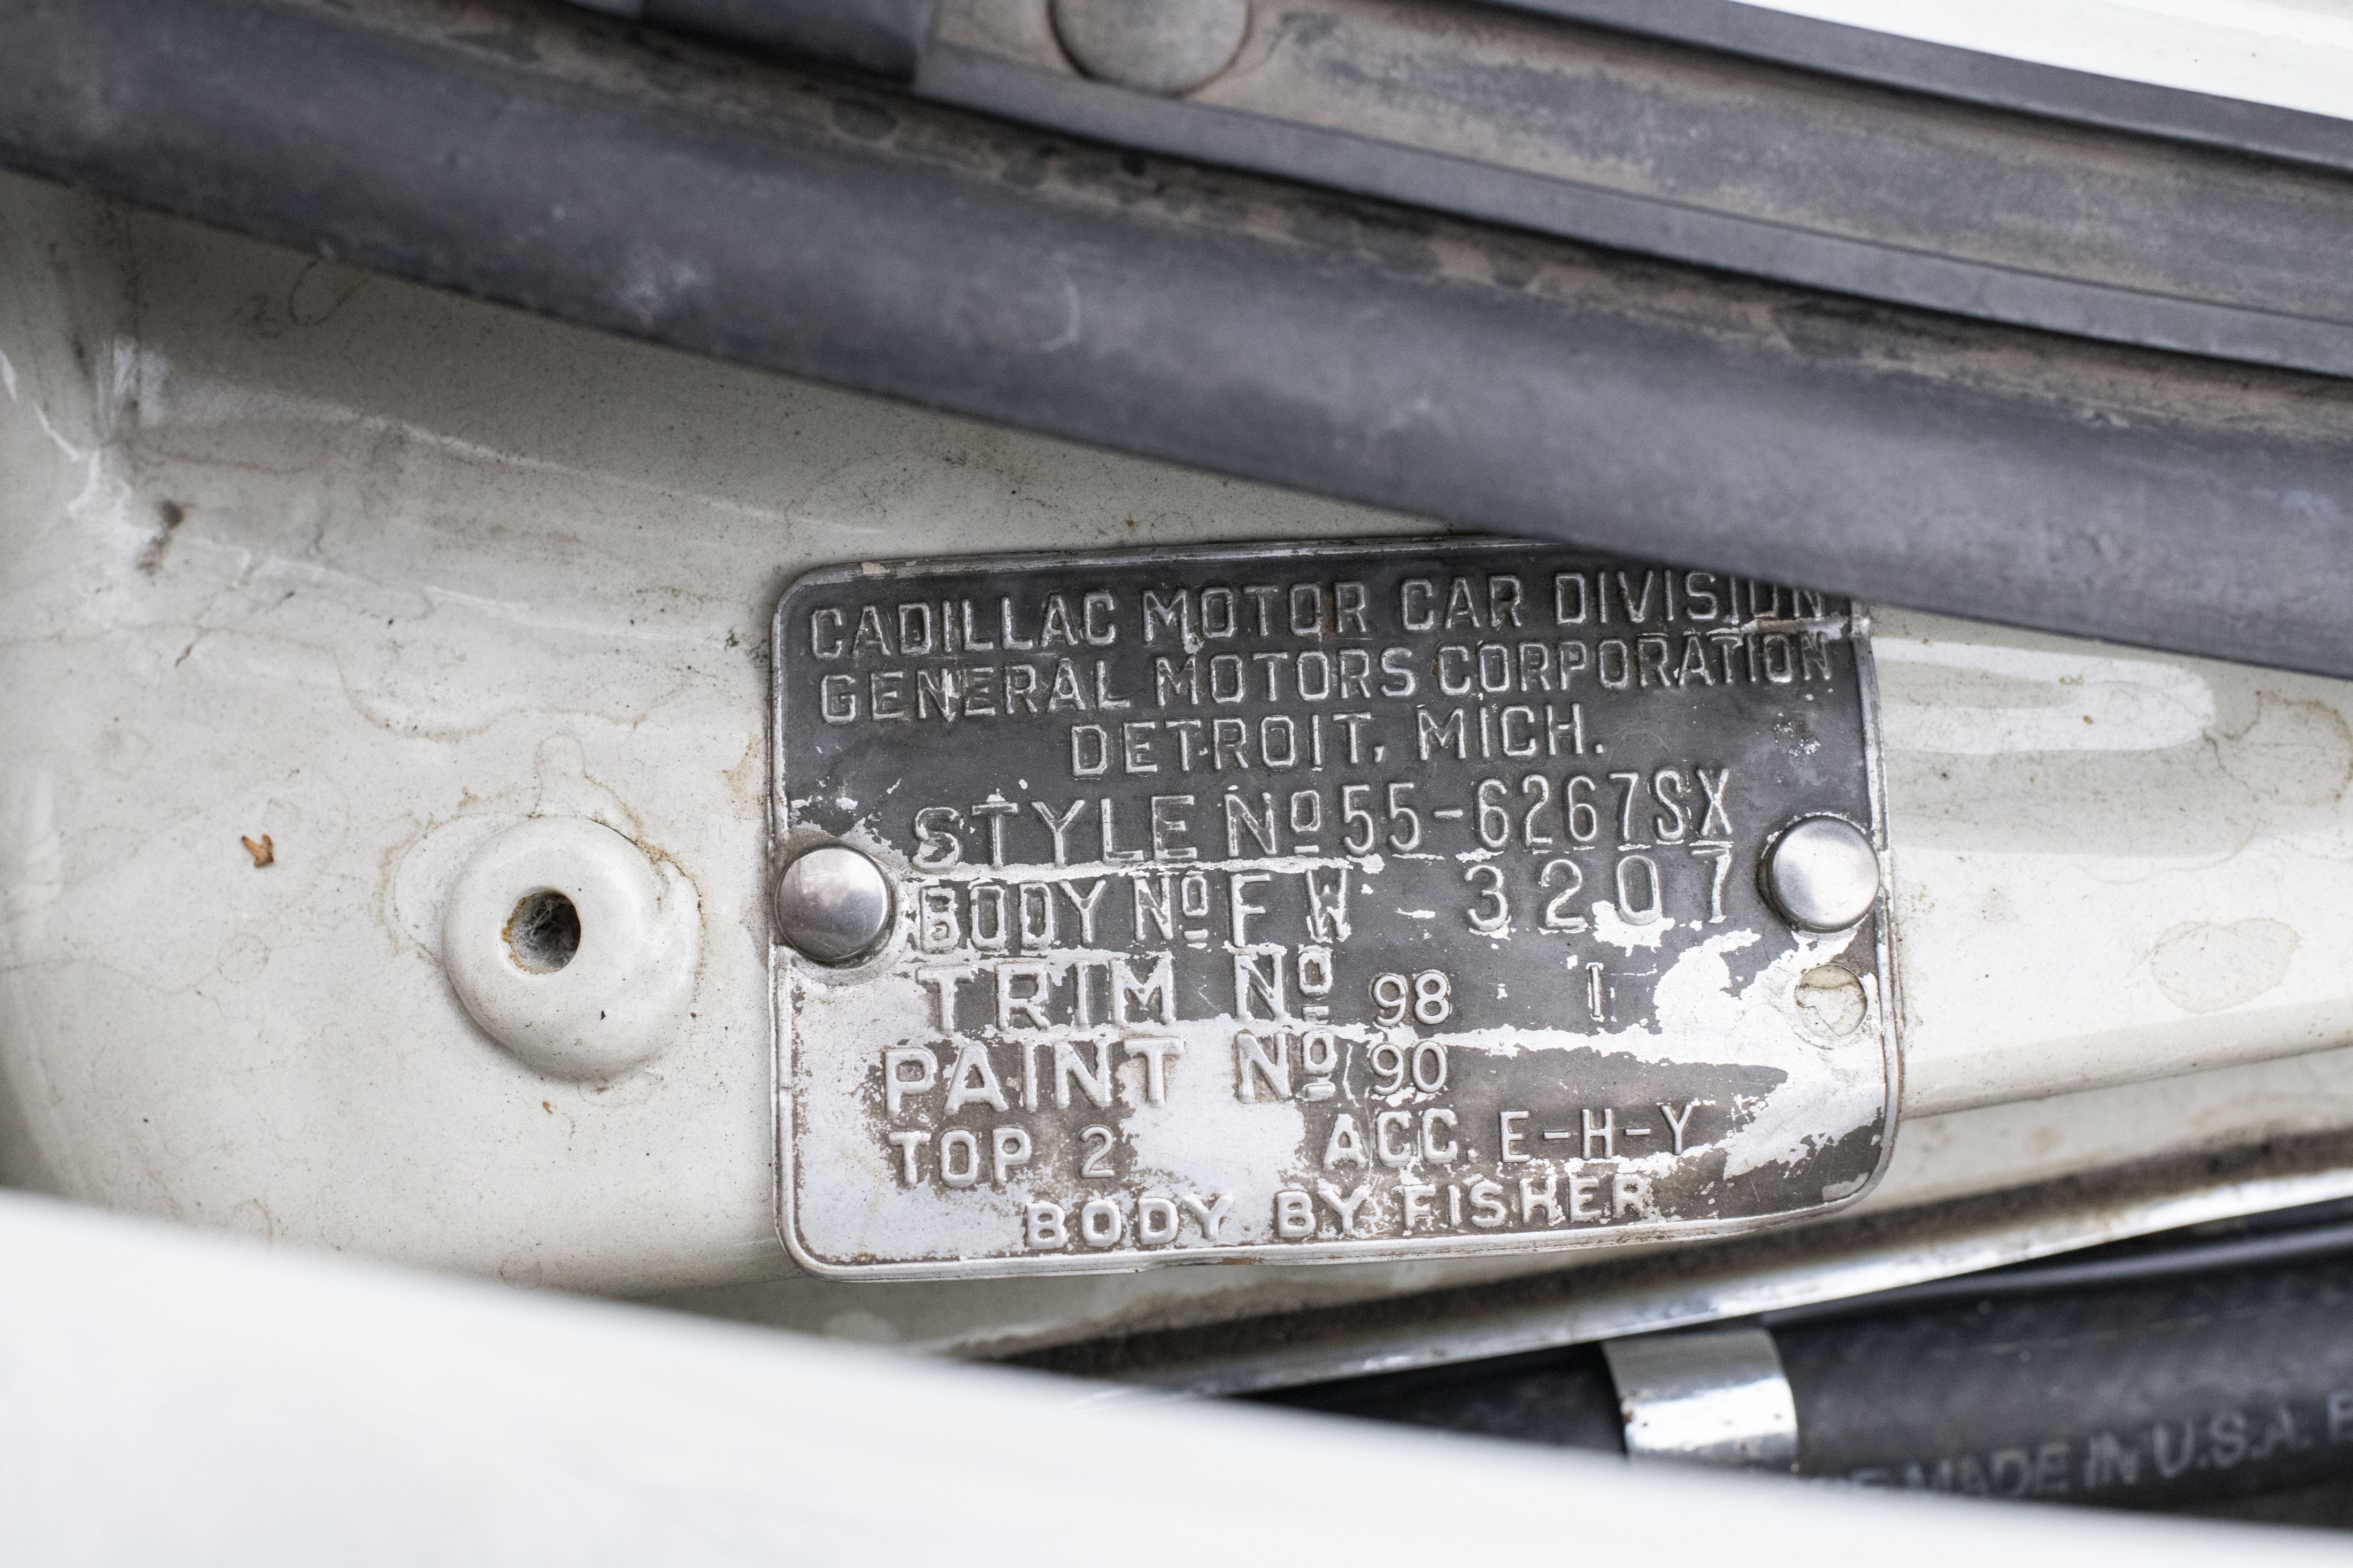 CADILLAC MOTOR CAR DIVISION
GENERAL MOTORS CORPORATION
DETROIT, MICH.
STYLE Nº 55-6267SX
BODY Nº FW - 3207
TRIM Nº 98 I
PAINT Nº 90
TOP 2 ACC. E-H-Y
BODY BY FISHER
MADE IN U.S.A.